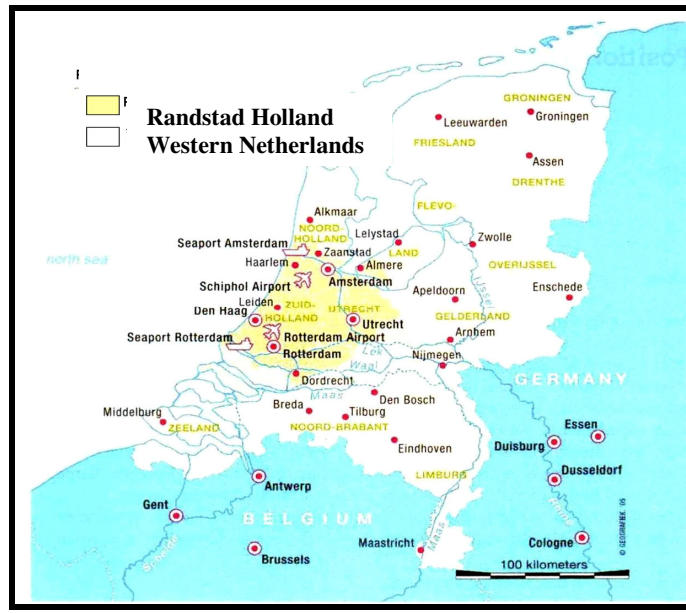 Randstad Holland
Western Netherlands
GRONINGEN
Leeuwarden
Groningen
FRIESLAND
Assen
DRENTHE
Alkmaar
FLEVO-
NOORD-
HOLLAND
Lelystad
Zwolle
Seaport Amsterdam
Zaanstad
LAND
north sea
Haarlem
Almere
OVERIJSSEL
Amsterdam
Schiphol Airport
IJssel
Enschede
Leiden
ZUID-
HOLLAND
UTRECHT
Apeldoorn
Den Haag
Utrecht
GELDERLAND
Seaport Rotterdam
Rotterdam Airport
Arnhem
Rotterdam
Lek
Waal
Nijmegen
Dordrecht
GERMANY
Maas
Den Bosch
Middelburg
Breda
Tilburg
ZEELAND
NOORD-BRABANT
Essen
Duisburg
Eindhoven
LIMBURG
Antwerp
Dusseldorf
Gent
BELGIUM
Maas
Schelde
Brussels
Maastricht
Cologne
100 kilometers